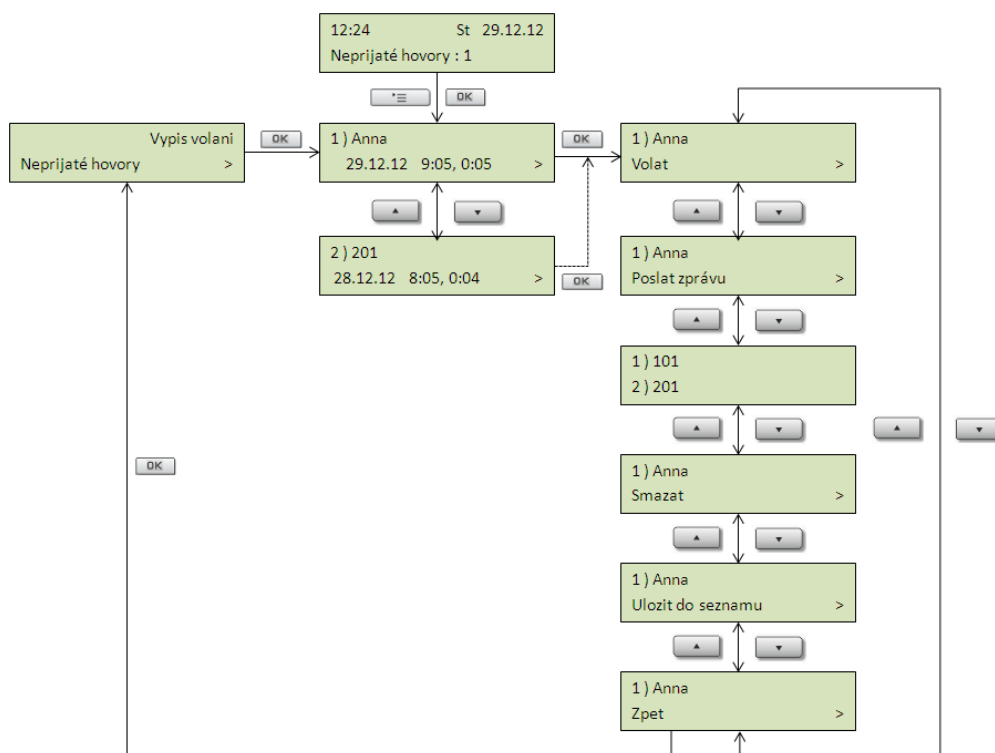 12:24 St 29.12.12
Neprijaté hovory : 1
OK
Vypis volani
Neprijaté hovory >
OK
1 ) Anna
29.12.12 9:05, 0:05 >
OK
1 ) Anna
Volat >
2 ) 201
28.12.12 8:05, 0:04 >
OK
1 ) Anna
Poslat zprávu >
1 ) 101
2 ) 201
OK
1 ) Anna
Smazat >
1 ) Anna
Ulozit do seznamu >
1 ) Anna
Zpet >